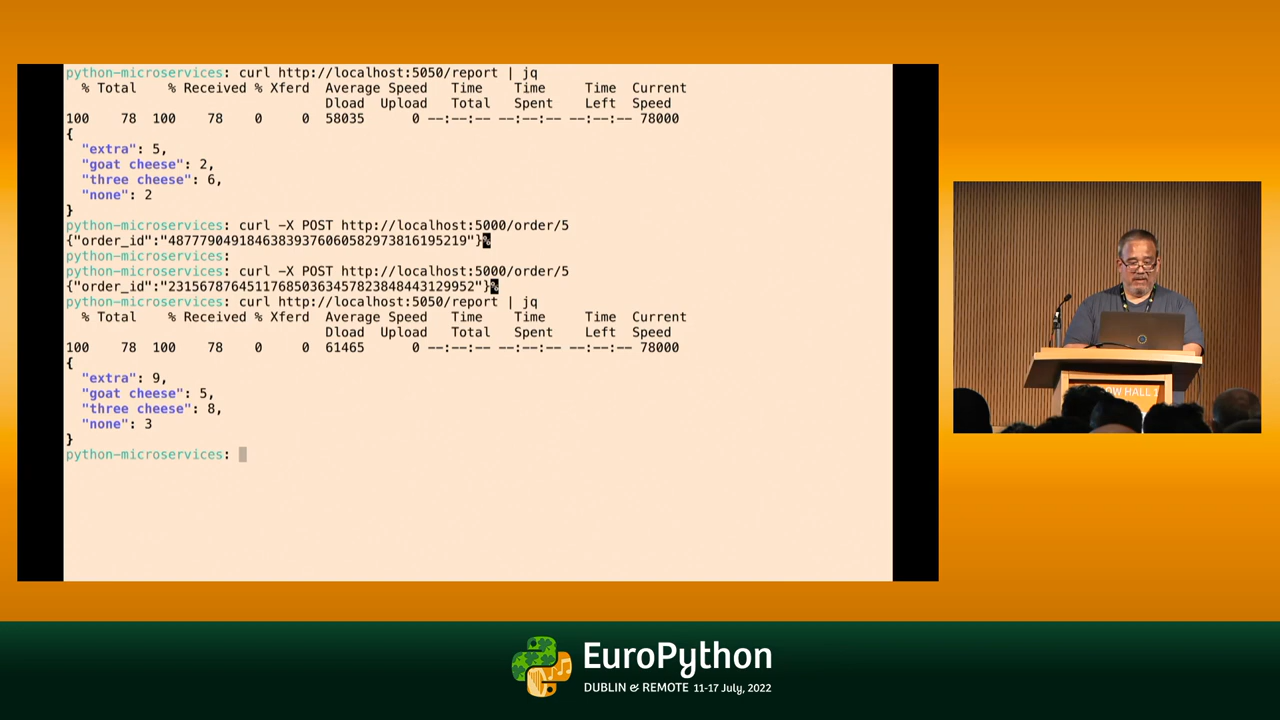 python-microservices: curl http://localhost:5050/report | jq
% Total % Received % Xferd Average Speed Time Time Time Current
Dload Upload Total Spent Left Speed
100 78 100 78 0 0 58035 0 --:--:-- --:--:-- --:--:-- 78000
{
"extra": 5,
"goat cheese": 2,
"three cheese": 6,
"none": 2
}
python-microservices: curl -X POST http://localhost:5000/order/5
{"order_id":"487779049184638393760605829738161952​19"}%
python-microservices:
python-microservices: curl -X POST http://localhost:5000/order/5
{"order_id":"231567876451176850363457823848443129952"}%
python-microservices: curl http://localhost:5050/report | jq
% Total % Received % Xferd Average Speed Time Time Time Current
Dload Upload Total Spent Left Speed
100 78 100 78 0 0 61465 0 --:--:-- --:--:-- --:--:-- 78000
{
"extra": 9,
"goat cheese": 5,
"three cheese": 8,
"none": 3
}
python-microservices:
OW HALL 1
EuroPython
DUBLIN & REMOTE 11-17 July, 2022